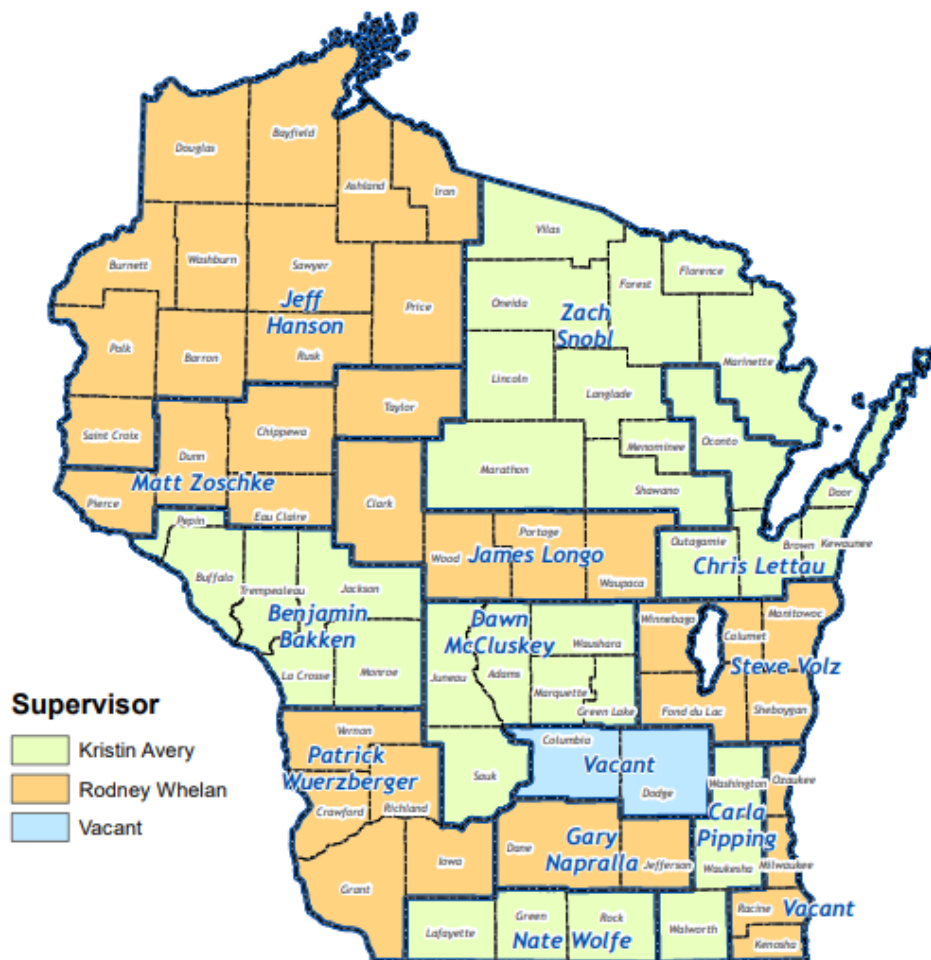 Bayfield
Douglas
Ashland
Iron
Vilas
Burnett
Washburn
Sawyer
Florence
Forest
Jeff
Hanson
Price
Oneida
Zach
Snobl
Polk
Barron
Rusk
Marinette
Lincoln
Langlade
Taylor
Saint Croix
Chippewa
Dunn
Menominee
Oconto
Marathon
Matt Zoschke
Shawano
Pierce
Clark
Door
Eau Claire
Pepin
Portage
Outagamie
Brown
Kewaunee
Wood
James Longo
Chris Lettau
Buffalo
Trempealeau
Jackson
Waupaca
Benjamin
Bakken
Dawn
McCluskey
Winnebago
Manitowoc
Calumet
Waushara
Steve Volz
La Crosse
Monroe
Juneau
Adams
Marquette
Green Lake
Fond du Lac
Sheboygan
Supervisor
Kristin Avery
Rodney Whelan
Vacant
Vernon
Columbia
Patrick
Wuerzberger
Vacant
Sauk
Washington
Ozaukee
Dodge
Crawford
Richland
Carla
Pipping
Gary
Napralla
Dane
Iowa
Jefferson
Waukesha
Milwaukee
Grant
Racine
Vacant
Lafayette
Green
Rock
Walworth
Nate Wolfe
Kenosha